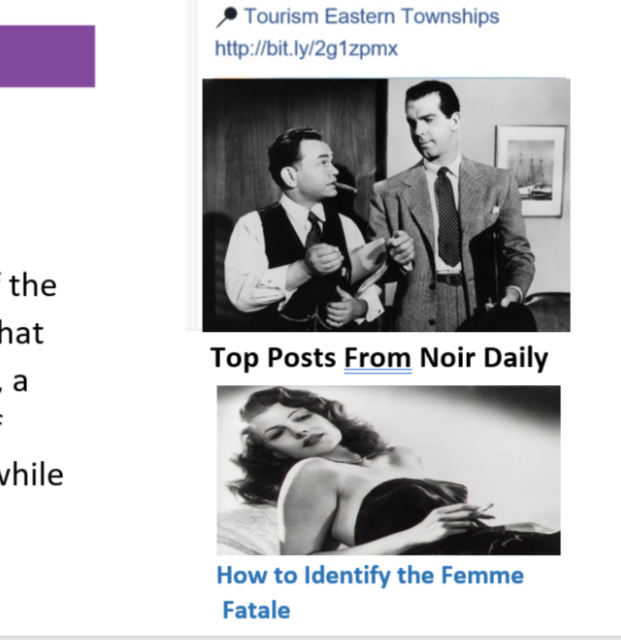 Tourism Eastern Townships
http://bit.ly/2g1zpmx
the
hat
, a
while
Top Posts From Noir Daily
How to Identify the Femme
Fatale